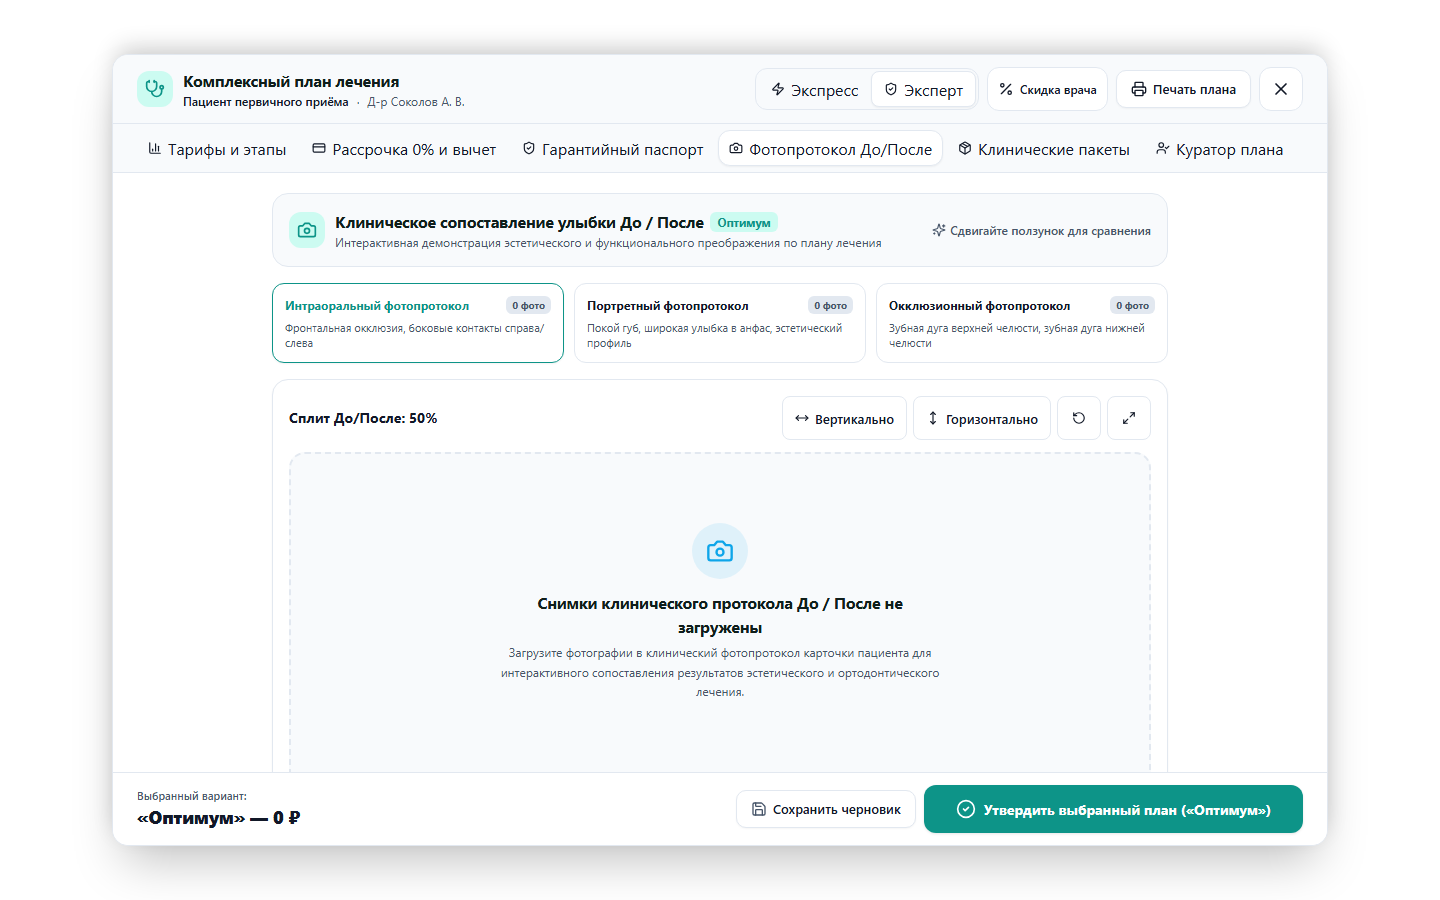 Комплексный план лечения
Пациент первичного приёма · Д-р Соколов А. В.
Экспресс
Эксперт
Скидка врача
Печать плана
Тарифы и этапы
Рассрочка 0% и вычет
Гарантийный паспорт
Фотопротокол До/После
Клинические пакеты
Куратор плана
Клиническое сопоставление улыбки До / После Оптимум
Интерактивная демонстрация эстетического и функционального преображения по плану лечения
Сдвигайте ползунок для сравнения
Интраоральный фотопротокол 0 фото
Фронтальная окклюзия, боковые контакты справа/
слева
Портретный фотопротокол 0 фото
Покой губ, широкая улыбка в анфас, эстетический
профиль
Окклюзионный фотопротокол 0 фото
Зубная дуга верхней челюсти, зубная дуга нижней
челюсти
Сплит До/После: 50%
Вертикально
Горизонтально
Снимки клинического протокола До / После не
загружены
Загрузите фотографии в клинический фотопротокол карточки пациента для
интерактивного сопоставления результатов эстетического и ортодонтического
лечения.
Выбранный вариант:
«Оптимум» — 0 ₽
Сохранить черновик
Утвердить выбранный план («Оптимум»)